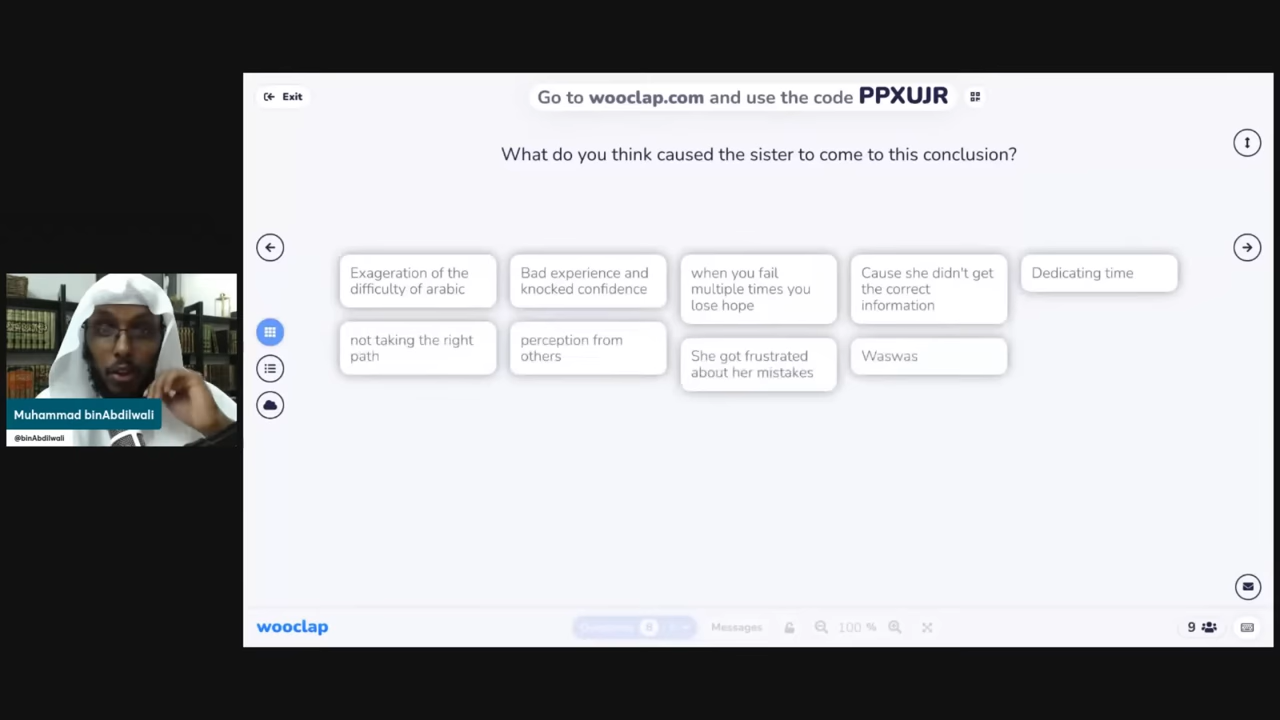 Exit
Go to wooclap.com and use the code PPXUJR
What do you think caused the sister to come to this conclusion?
Exageration of the
difficulty of arabic
Bad experience and
knocked confidence
when you fail
multiple times you
lose hope
Cause she didn't get
the correct
information
Dedicating time
not taking the right
path
perception from
others
She got frustrated
about her mistakes
Waswas
Muhammad binAbdilwali
@binAbdilwali
wooclap
8
Messages
100 %
9